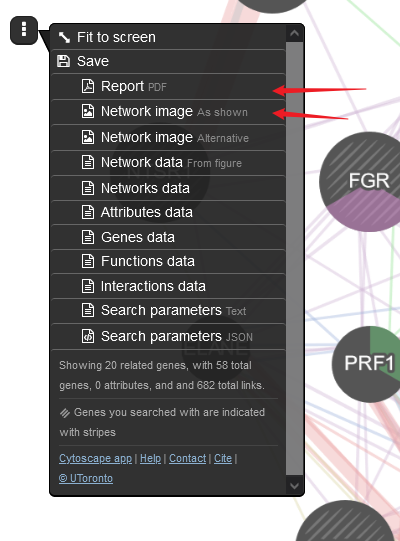 Fit to screen
Save
Report PDF
Network image As shown
Network image Alternative
Network data From figure
Networks data
Attributes data
Genes data
Functions data
Interactions data
Search parameters Text
Search parameters JSON
Showing 20 related genes, with 58 total
genes, 0 attributes, and and 682 total links.
Genes you searched with are indicated
with stripes
Cytoscape app | Help | Contact | Cite |
© UToronto
FGR
PRF1